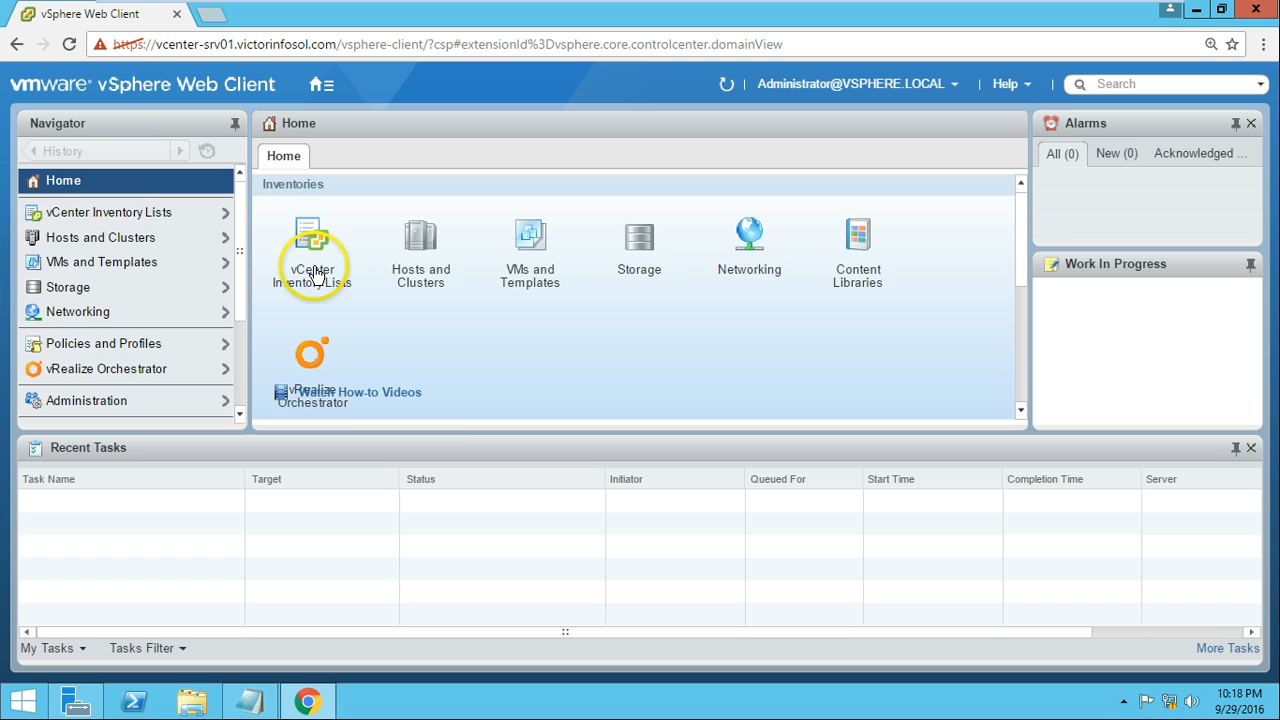 vSphere Web Client
https://vcenter-srv01.victorinfosol.com/vsphere-client/?csp#extensionId%3Dvsphere.core.controlcenter.domainView
vmware® vSphere Web Client
Administrator@VSPHERE.LOCAL
Help
Search
Navigator
History
Home
vCenter Inventory Lists
Hosts and Clusters
VMs and Templates
Storage
Networking
Policies and Profiles
vRealize Orchestrator
Administration
Home
Home
Inventories
vCenter
Inventory Lists
Hosts and
Clusters
VMs and
Templates
Storage
Networking
Content
Libraries
vRealize
Orchestrator
Watch How-to Videos
Alarms
All (0)
New (0)
Acknowledged ...
Work In Progress
Recent Tasks
Task Name
Target
Status
Initiator
Queued For
Start Time
Completion Time
Server
My Tasks
Tasks Filter
More Tasks
10:18 PM
9/29/2016